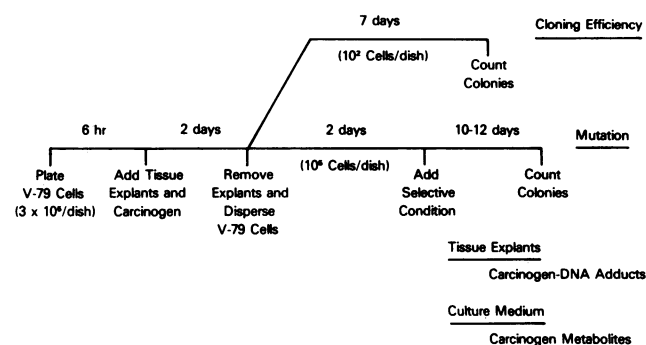 7 days
Cloning Efficiency
(10² Cells/dish)
Count
Colonies
6 hr
2 days
2 days
10-12 days
Mutation
Plate
V-79 Cells
(3 x 10⁶/dish)
Add Tissue
Explants and
Carcinogen
Remove
Explants and
Disperse
V-79 Cells
(10⁵ Cells/dish)
Add
Selective
Condition
Count
Colonies
Tissue Explants
Carcinogen-DNA Adducts
Culture Medium
Carcinogen Metabolites